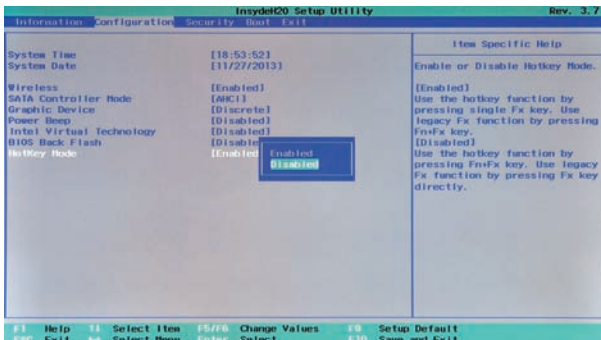 InsydeH20 Setup Utility Rev. 3.7
Information Configuration Security Boot Exit
Item Specific Help
System Time [18:53:52]
System Date [11/27/2013]
Enable or Disable Hotkey Mode.
Wireless [Enabled]
SATA Controller Mode [AHCI]
Graphic Device [Discrete]
Power Beep [Disabled]
Intel Virtual Technology [Disabled]
BIOS Back Flash [Disable
HotKey Mode [Enabled
Enabled
Disabled
[Enabled]
Use the hotkey function by
pressing single Fx key. Use
legacy Fx function by pressing
Fn+Fx key.
[Disabled]
Use the hotkey function by
pressing Fn+Fx key. Use legacy
Fx function by pressing Fx key
directly.
F1 Help Select Item F5/F6 Change Values F9 Setup Default
ESC Exit Select Menu Enter Select F10 Save and Exit